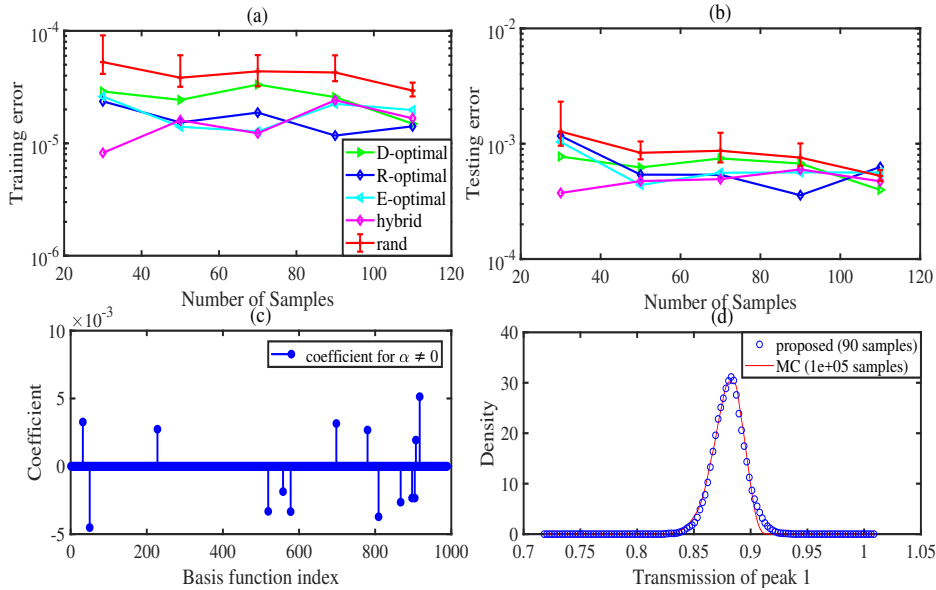 (a)
Training error
10⁻⁴
10⁻⁵
10⁻⁶
20 40 60 80 100 120
Number of Samples
D-optimal
R-optimal
E-optimal
hybrid
rand
(b)
Testing error
10⁻²
10⁻³
10⁻⁴
20 40 60 80 100 120
Number of Samples
(c)
×10⁻³
Coefficient
10
5
0
-5
0 200 400 600 800 1000
Basis function index
coefficient for α ≠ 0
(d)
Density
40
30
20
10
0
0.7 0.75 0.8 0.85 0.9 0.95 1 1.05
Transmission of peak 1
proposed (90 samples)
MC (1e+05 samples)